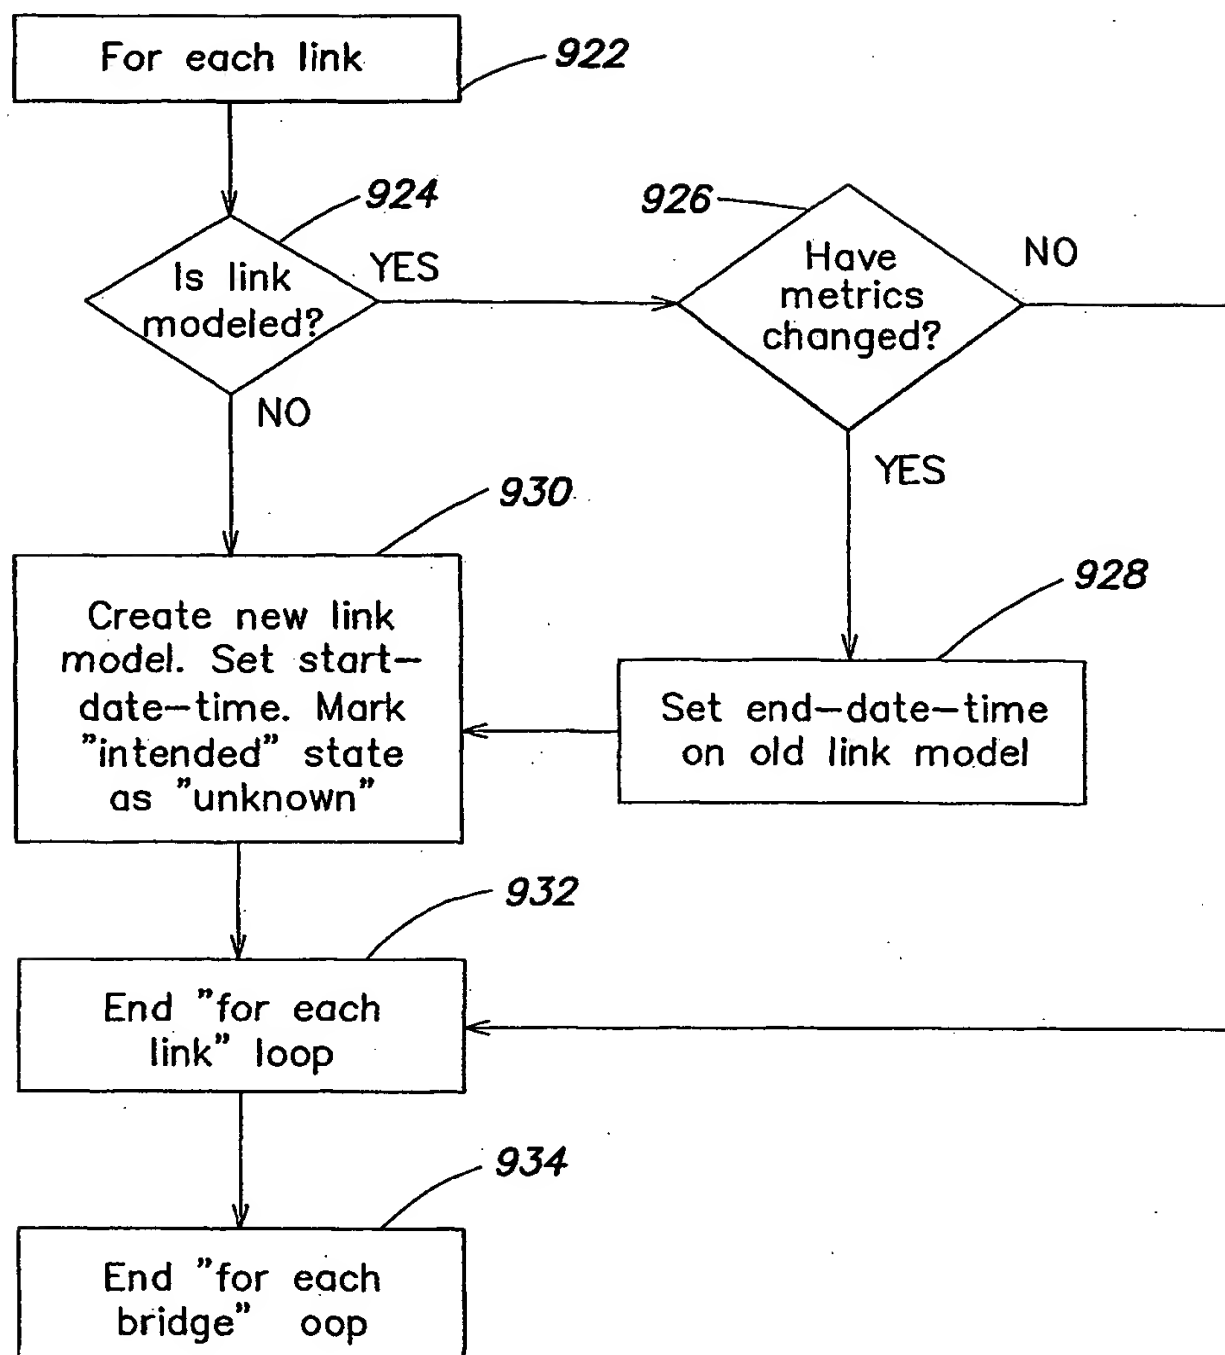 For each link
922
924
Is link
modeled?
YES
NO
926
Have
metrics
changed?
NO
YES
930
Create new link
model. Set start-
date-time. Mark
"intended" state
as "unknown"
928
Set end-date-time
on old link model
932
End "for each
link" loop
934
End "for each
bridge" oop